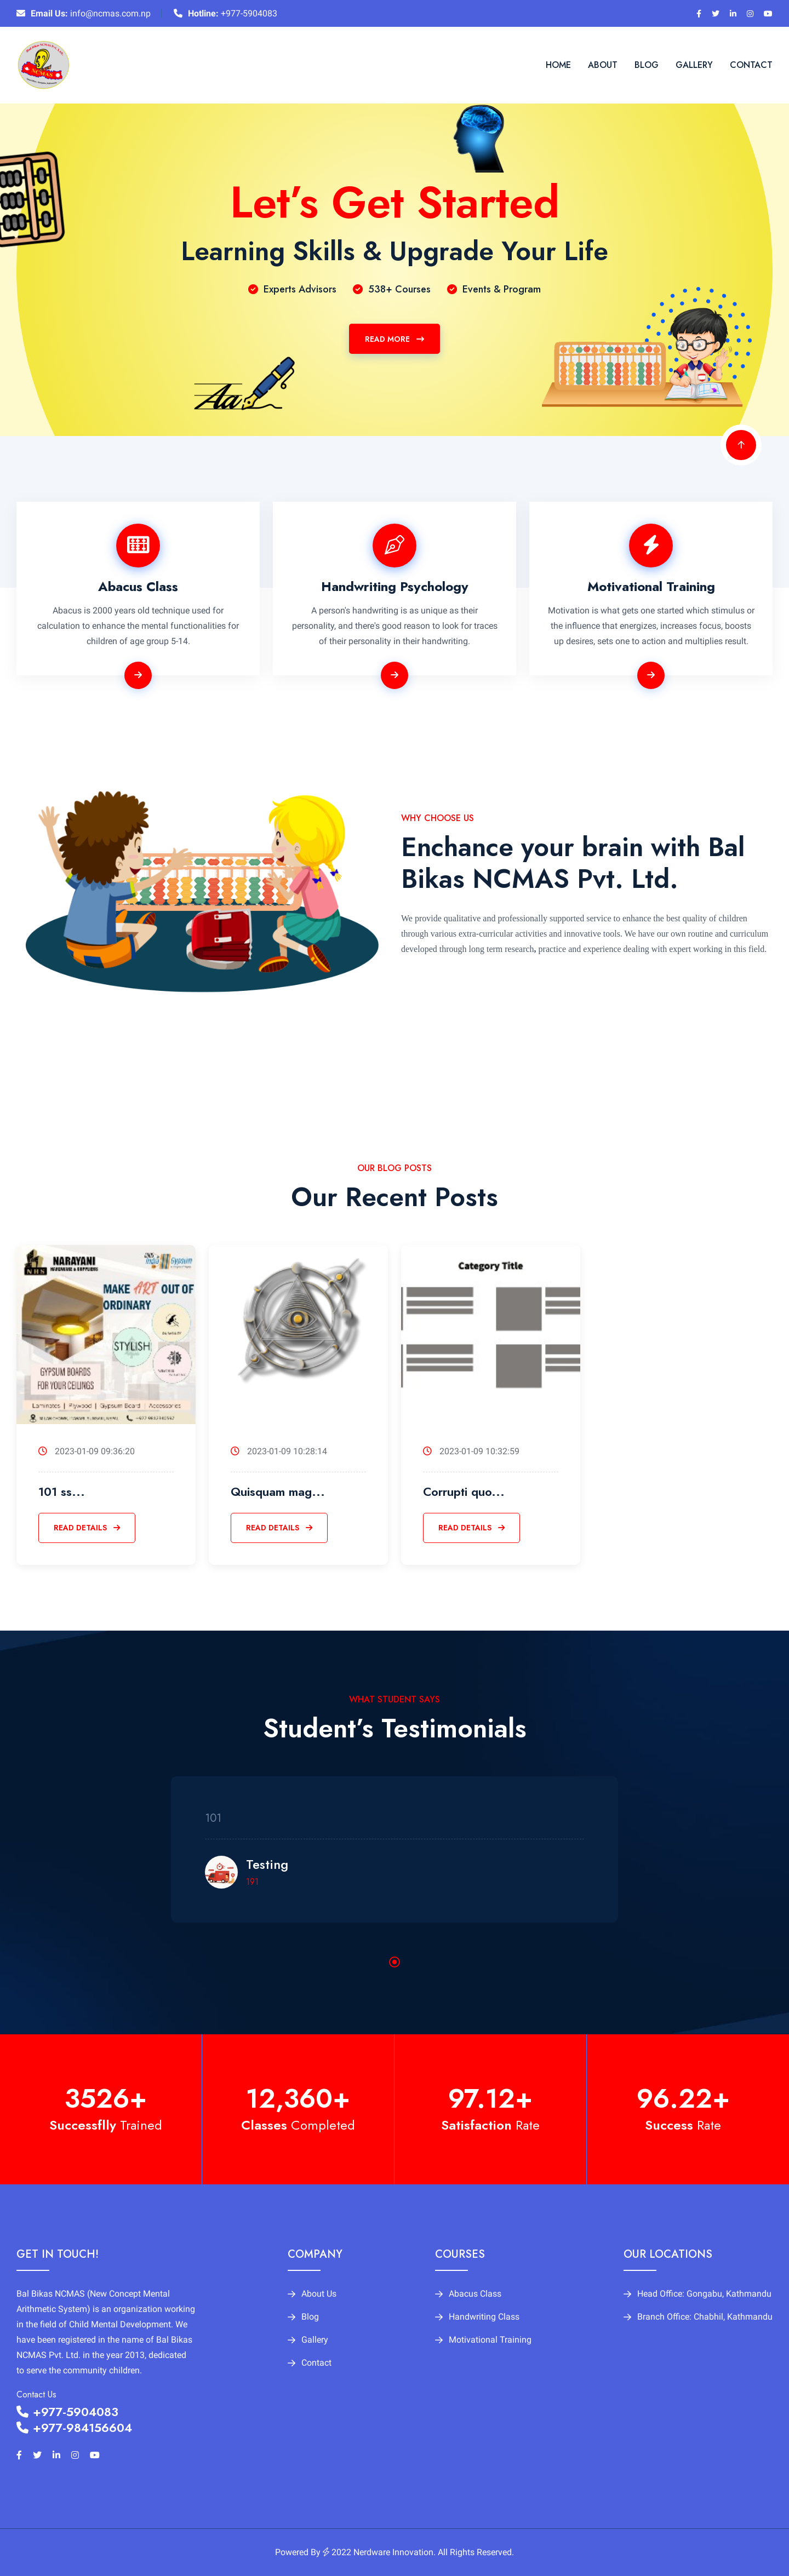 Email Us: info@ncmas.com.np Hotline: +977-5904083
NCMAS
HOME ABOUT BLOG GALLERY CONTACT
Let's Get Started
Learning Skills & Upgrade Your Life
Experts Advisors 538+ Courses Events & Program
READ MORE
Aa
Abacus Class
Abacus is 2000 years old technique used for
calculation to enhance the mental functionalities for
children of age group 5-14.
Handwriting Psychology
A person's handwriting is as unique as their
personality, and there's good reason to look for traces
of their personality in their handwriting.
Motivational Training
Motivation is what gets one started which stimulus or
the influence that energizes, increases focus, boosts
up desires, sets one to action and multiplies result.
WHY CHOOSE US
Enchance your brain with Bal
Bikas NCMAS Pvt. Ltd.
We provide qualitative and professionally supported service to enhance the best quality of children
through various extra-curricular activities and innovative tools. We have our own routine and curriculum
developed through long term research, practice and experience dealing with expert working in this field.
OUR BLOG POSTS
Our Recent Posts
NARAYANI
MAKE ART OUT OF
ORDINARY
STYLISH
GYPSUM BOARDS
FOR YOUR CEILINGS
Laminates | Plywood | Gypsum Board | Accessories
2023-01-09 09:36:20
101 ss...
READ DETAILS
2023-01-09 10:28:14
Quisquam mag...
READ DETAILS
Category Title
2023-01-09 10:32:59
Corrupti quo...
READ DETAILS
WHAT STUDENT SAYS
Student's Testimonials
101
Testing
191
3526+
Successflly Trained
12,360+
Classes Completed
97.12+
Satisfaction Rate
96.22+
Success Rate
GET IN TOUCH!
Bal Bikas NCMAS (New Concept Mental
Arithmetic System) is an organization working
in the field of Child Mental Development. We
have been registered in the name of Bal Bikas
NCMAS Pvt. Ltd. in the year 2013, dedicated
to serve the community children.
Contact Us
+977-5904083
+977-984156604
COMPANY
About Us
Blog
Gallery
Contact
COURSES
Abacus Class
Handwriting Class
Motivational Training
OUR LOCATIONS
Head Office: Gongabu, Kathmandu
Branch Office: Chabhil, Kathmandu
Powered By 2022 Nerdware Innovation. All Rights Reserved.